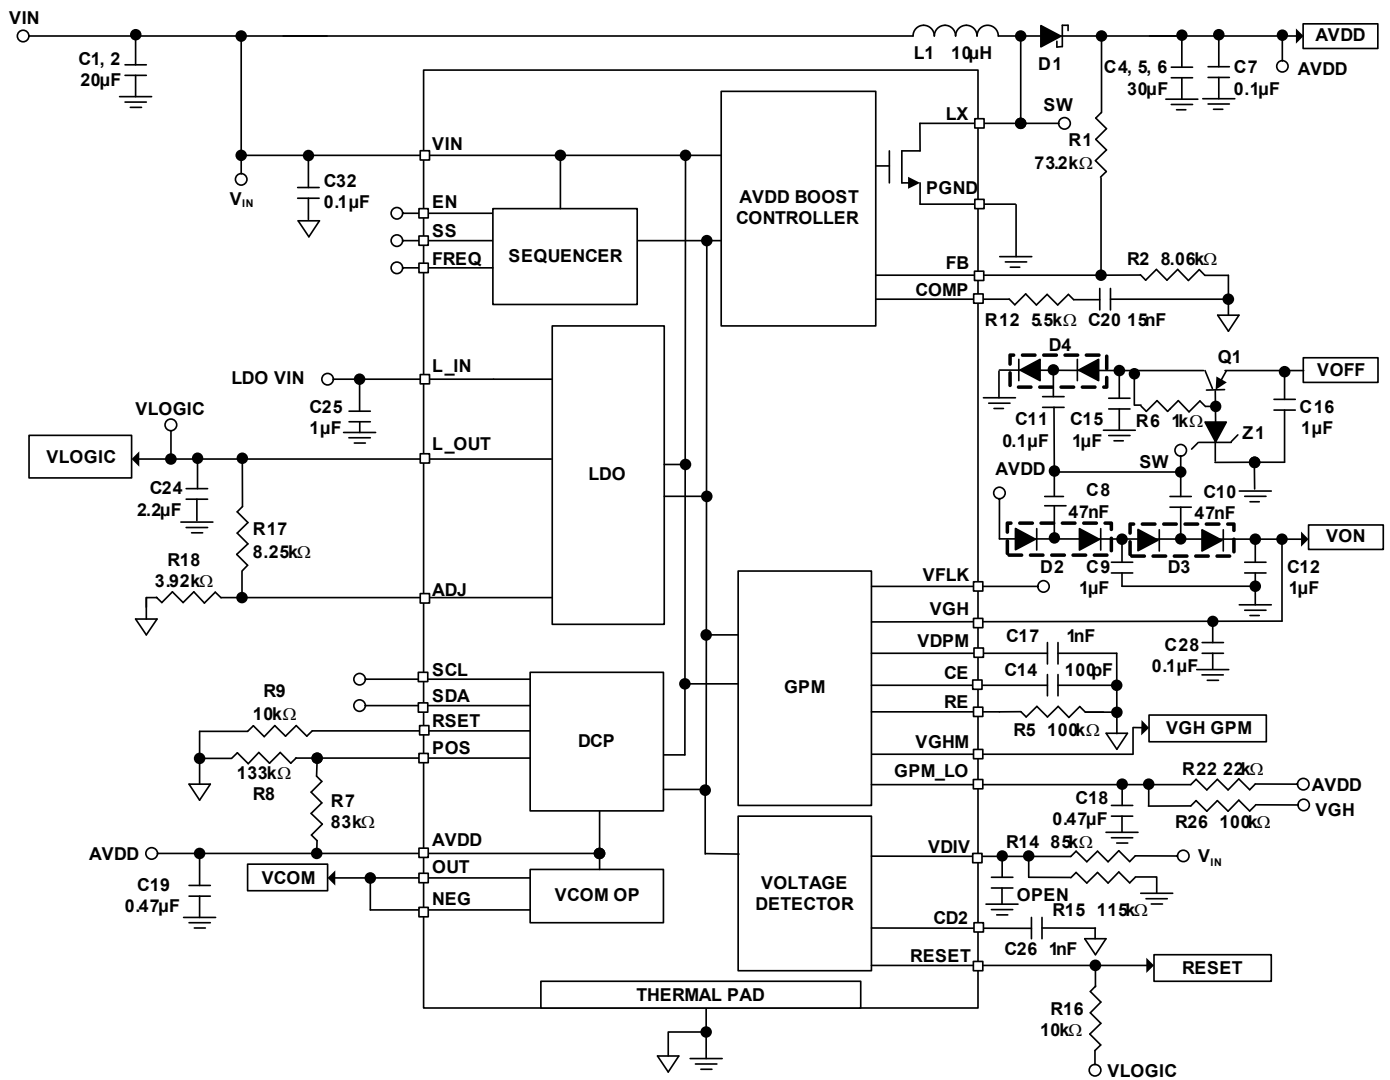 VIN
C1, 2
20µF
L1 10µH
D1
AVDD
C4, 5, 6
30µF
C7
0.1µF
AVDD
LX
SW
R1
73.2kΩ
VIN
VIN
C32
0.1µF
EN
SS
FREQ
SEQUENCER
AVDD BOOST
CONTROLLER
PGND
FB
COMP
R2 8.06kΩ
R12 5.5kΩ C20 15nF
LDO VIN
L_IN
C25
1µF
VLOGIC
VLOGIC
L_OUT
C24
2.2µF
R17
8.25kΩ
R18
3.92kΩ
ADJ
LDO
D4
Q1
VOFF
C11
0.1µF
C15
1µF
R6 1kΩ
Z1
C16
1µF
AVDD
SW
C8
47nF
C10
47nF
D2
C9
1µF
D3
C12
1µF
VON
VFLK
VGH
VDPM
CE
RE
VGHM
GPM_LO
GPM
C17 1nF
C14 100pF
R5 100kΩ
C28
0.1µF
VGH GPM
R22 22kΩ
AVDD
C18
0.47µF
R26 100kΩ
VGH
SCL
SDA
RSET
POS
DCP
R9
10kΩ
133kΩ
R8
R7
83kΩ
AVDD
AVDD
C19
0.47µF
VCOM
OUT
NEG
VCOM OP
VOLTAGE
DETECTOR
VDIV
R14 85kΩ
VIN
OPEN
R15 115kΩ
CD2
C26 1nF
RESET
RESET
R16
10kΩ
VLOGIC
THERMAL PAD